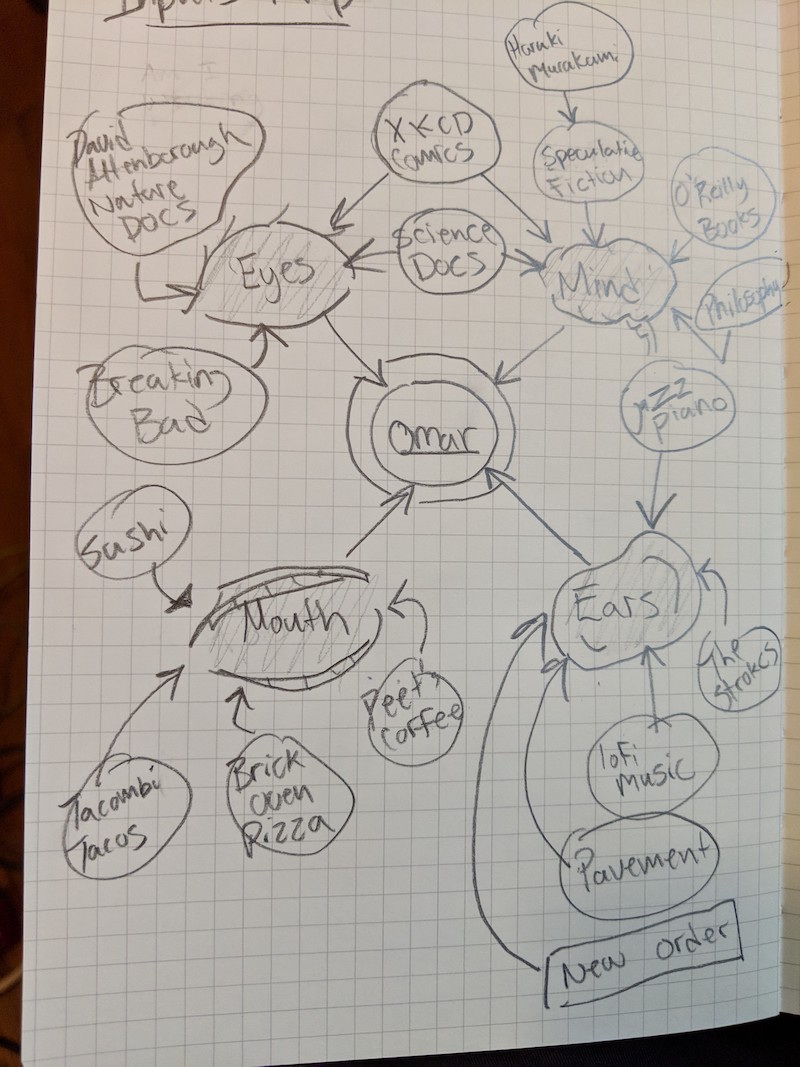 Haruki
Murakami
XKCD
Comics
David
Attenborough
Nature
DOCS
Speculative
Fiction
O'Reilly
Books
Science
DOCS
Eyes
Mind
Philosophy
Breaking
Bad
Jazz
piano
Omar
Sushi
Mouth
Ears
The
Strokes
Peet's
Coffee
lofi
music
Tacombi
Tacos
Brick
oven
Pizza
Pavement
New order